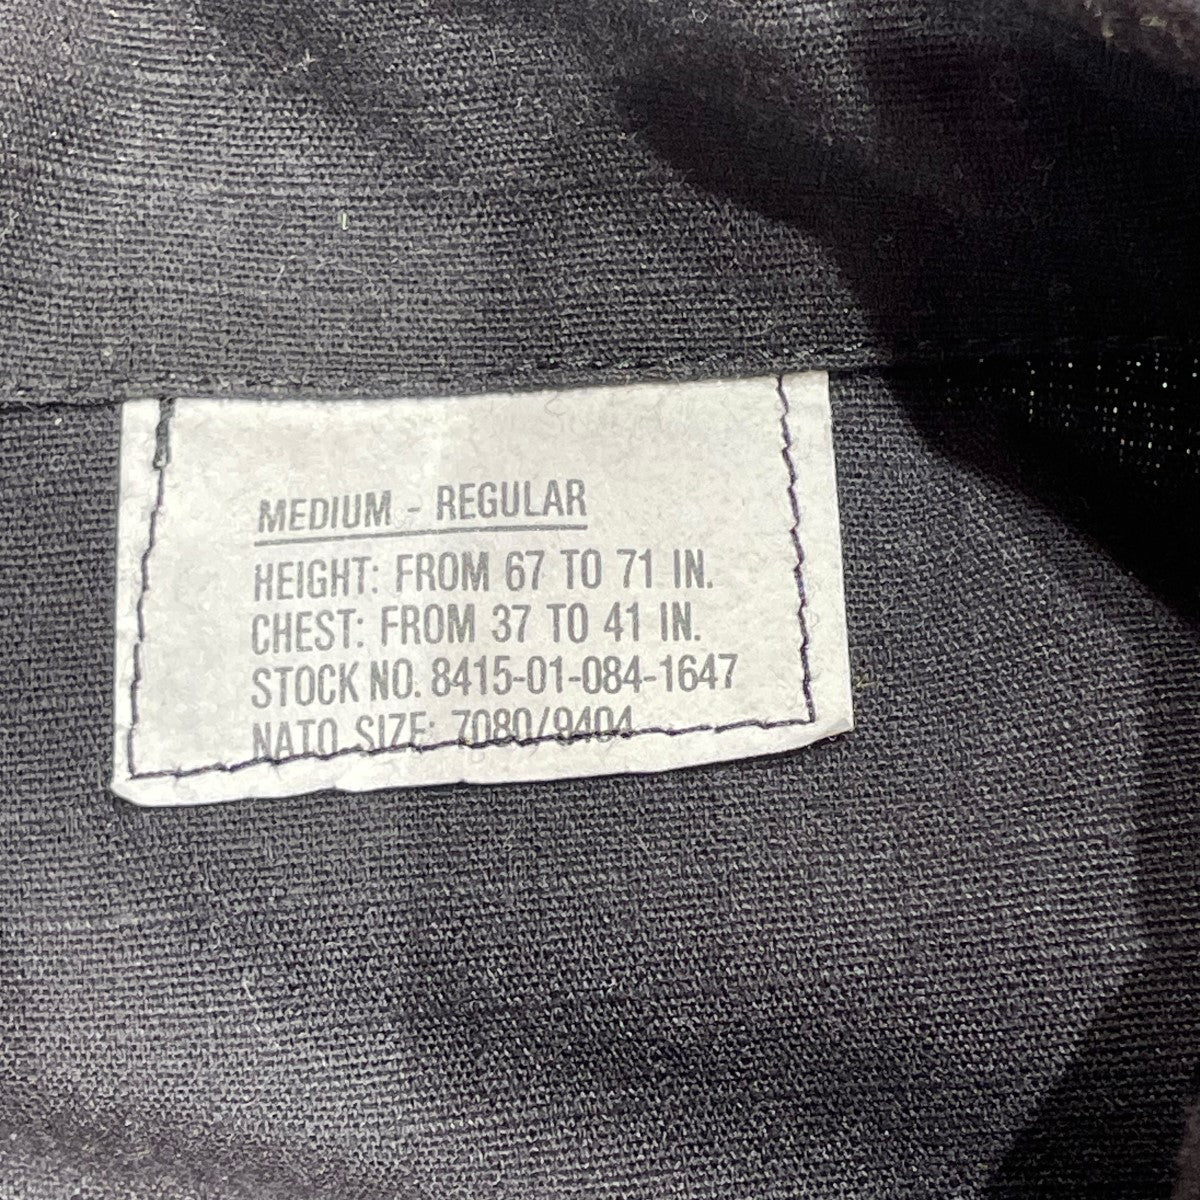 MEDIUM - REGULAR
HEIGHT: FROM 67 TO 71 IN.
CHEST: FROM 37 TO 41 IN.
STOCK NO. 8415-01-084-1647
NATO SIZE: 7080/9404